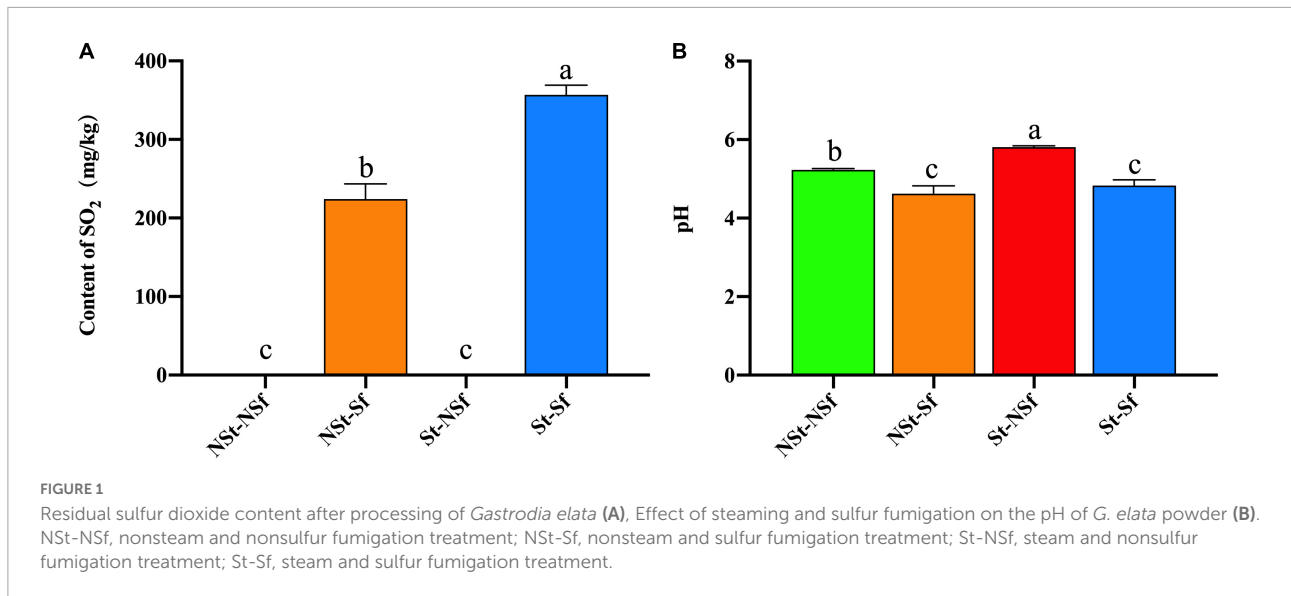 A
Content of SO2 (mg/kg)
400
300
200
100
0
c
b
c
a
NSt-NSf
NSt-Sf
St-NSf
St-Sf
B
pH
8
6
4
2
0
b
c
a
c
NSt-NSf
NSt-Sf
St-NSf
St-Sf
FIGURE 1
Residual sulfur dioxide content after processing of Gastrodia elata (A), Effect of steaming and sulfur fumigation on the pH of G. elata powder (B).
NSt-NSf, nonsteam and nonsulfur fumigation treatment; NSt-Sf, nonsteam and sulfur fumigation treatment; St-NSf, steam and nonsulfur
fumigation treatment; St-Sf, steam and sulfur fumigation treatment.